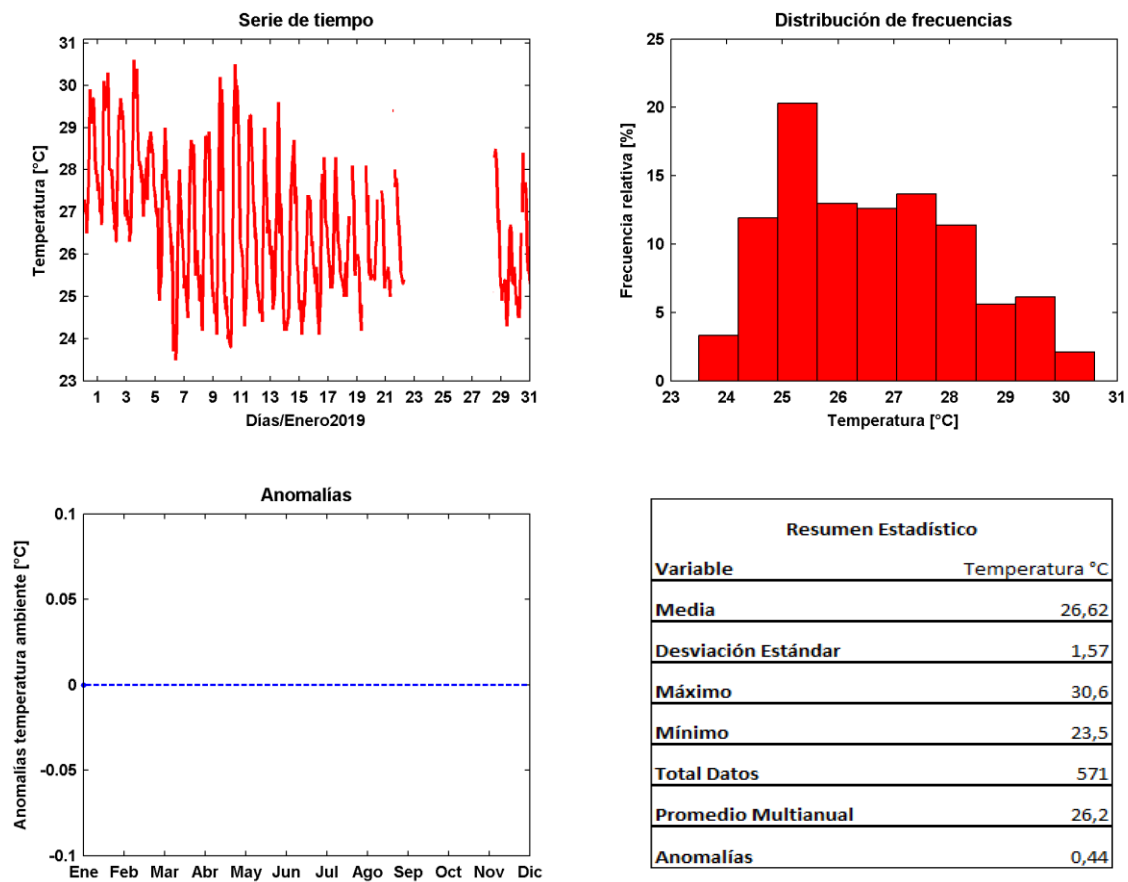 Serie de tiempo
Temperatura [°C]
31
30
29
28
27
26
25
24
23
1 3 5 7 9 11 13 15 17 19 21 23 25 27 29 31
Días/Enero2019
Distribución de frecuencias
Frecuencia relativa [%]
25
20
15
10
5
0
23 24 25 26 27 28 29 30 31
Temperatura [°C]
Anomalías
Anomalías temperatura ambiente [°C]
0.1
0.05
0
-0.05
-0.1
Ene Feb Mar Abr May Jun Jul Ago Sep Oct Nov Dic
Resumen Estadístico
Variable Temperatura °C
Media 26,62
Desviación Estándar 1,57
Máximo 30,6
Mínimo 23,5
Total Datos 571
Promedio Multianual 26,2
Anomalías 0,44